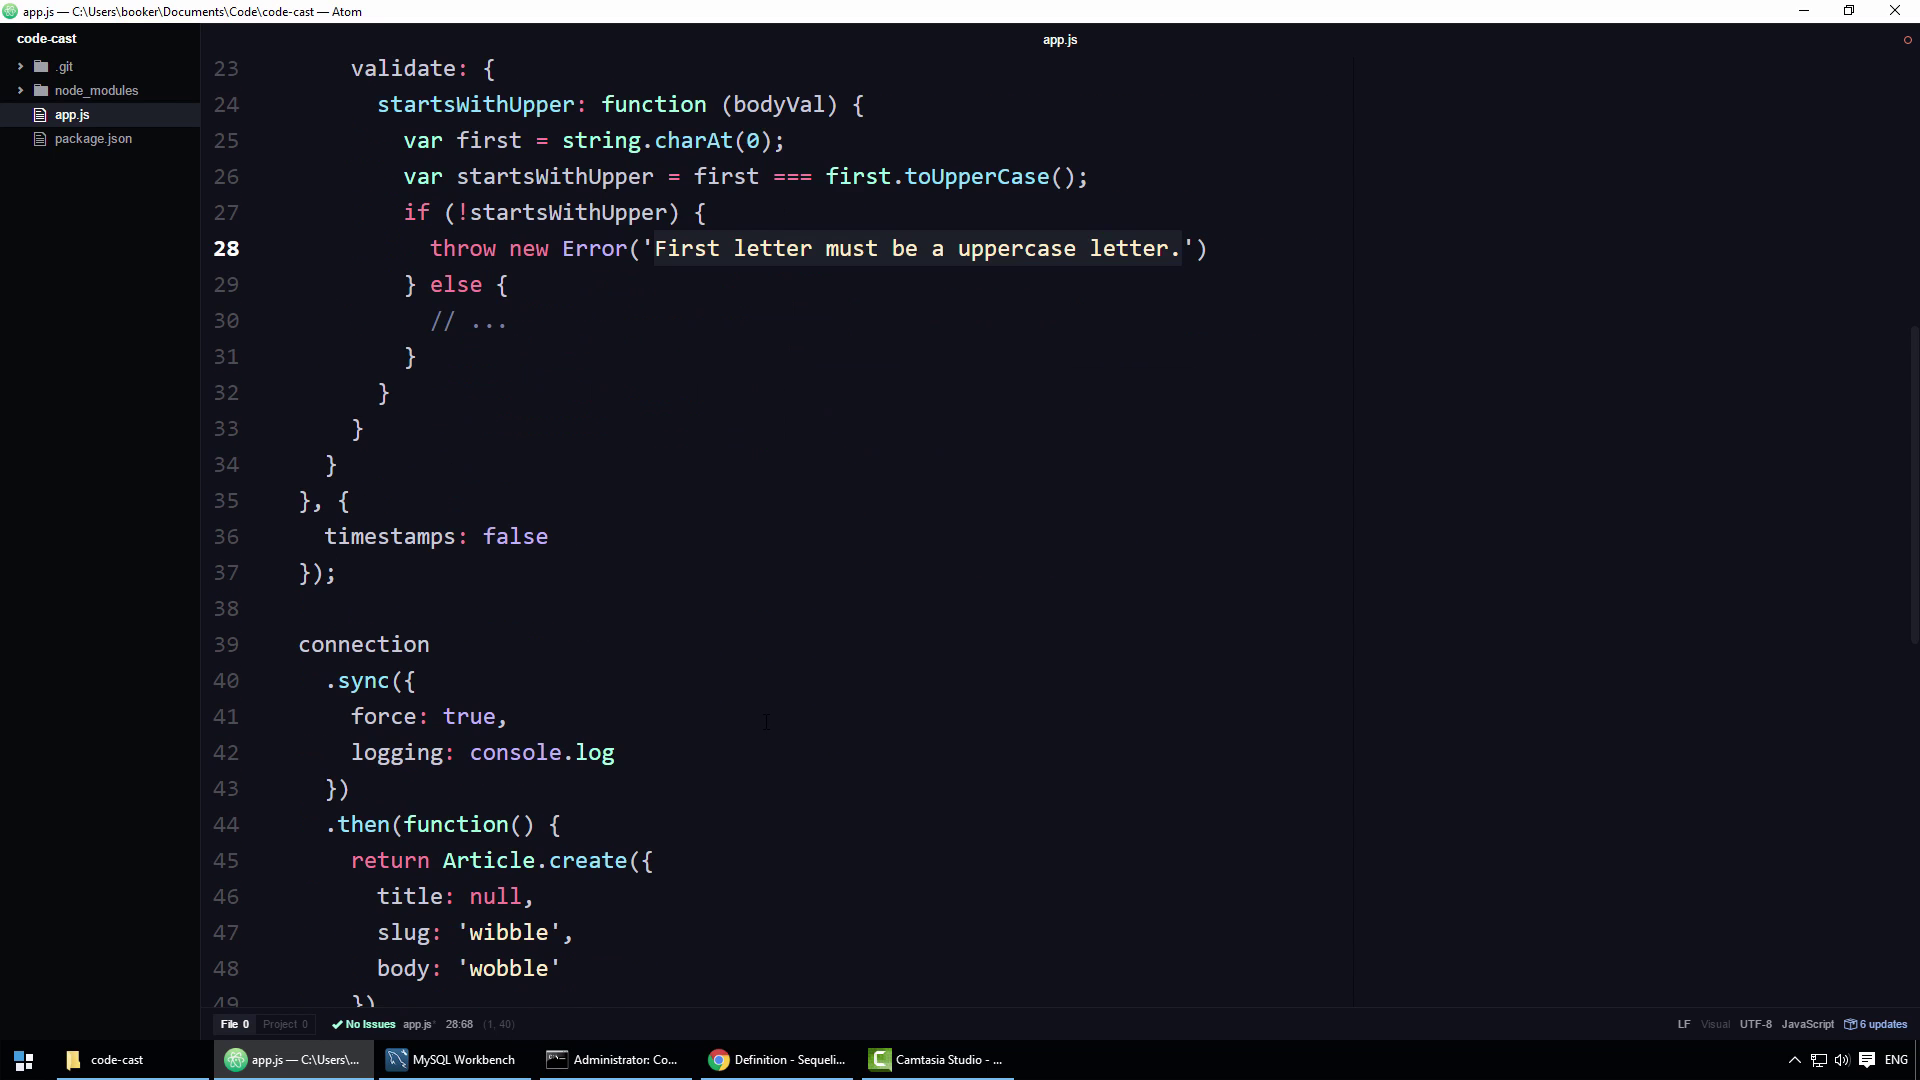 app.js — C:\Users\booker\Documents\Code\code-cast — Atom
code-cast
.git
node_modules
app.js
package.json
app.js
23 validate: {
24 startsWithUpper: function (bodyVal) {
25 var first = string.charAt(0);
26 var startsWithUpper = first === first.toUpperCase();
27 if (!startsWithUpper) {
28 throw new Error('First letter must be a uppercase letter.')
29 } else {
30 // ...
31 }
32 }
33 }
34 }
35 }, {
36 timestamps: false
37 });
38
39 connection
40 .sync({
41 force: true,
42 logging: console.log
43 })
44 .then(function() {
45 return Article.create({
46 title: null,
47 slug: 'wibble',
48 body: 'wobble'
49 })
File 0 Project 0 No Issues app.js* 28:68 (1, 40) LF Visual UTF-8 JavaScript 6 updates
code-cast app.js — C:\Users\... MySQL Workbench Administrator: Co... Definition - Sequeli... Camtasia Studio - ... ENG